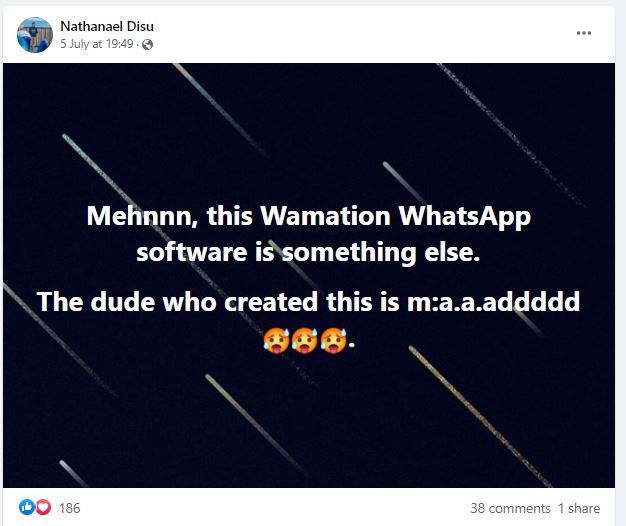 Nathanael Disu
5 July at 19:49 ·
Mehnnn, this Wamation WhatsApp
software is something else.
The dude who created this is m:a.a.addddd
🥵🥵🥵.
186
38 comments 1 share